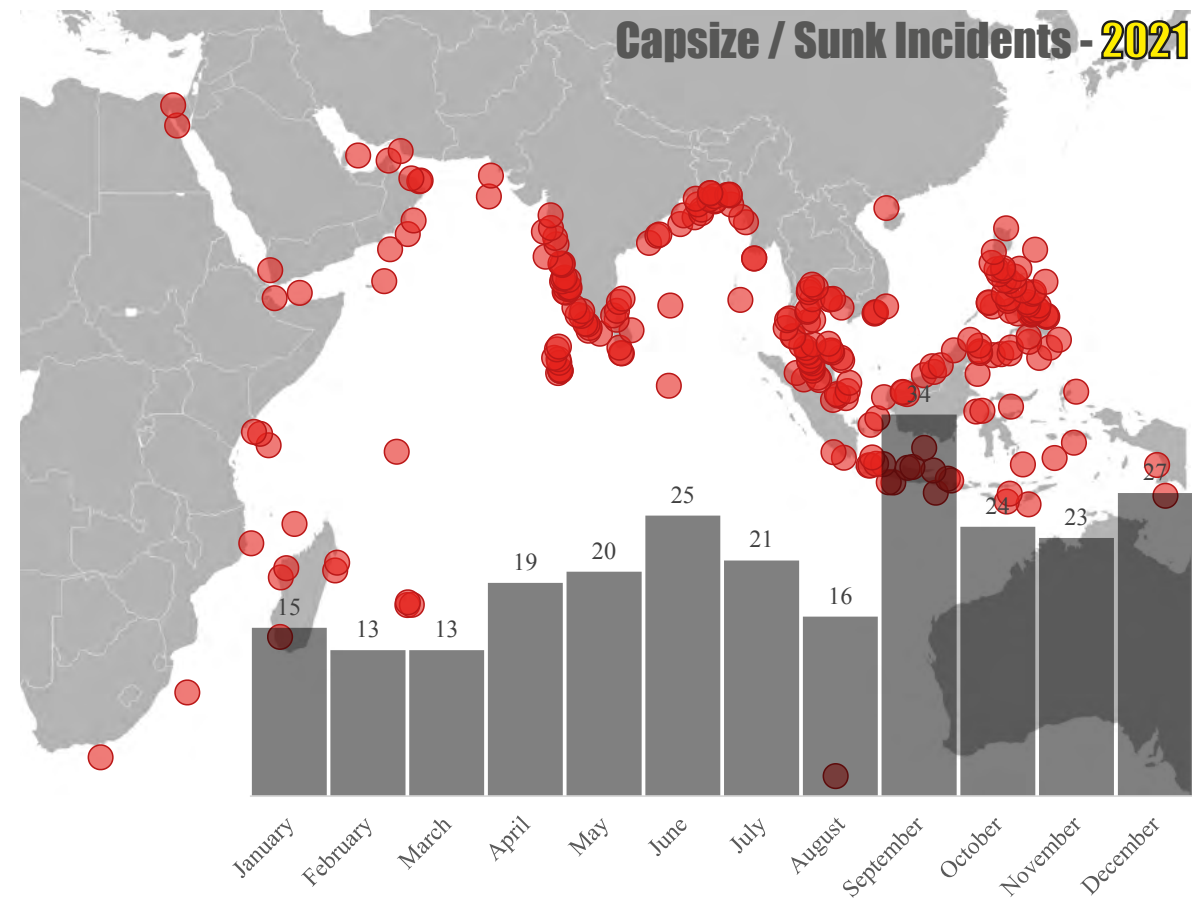 Capsize / Sunk Incidents - 2021
34
27
25
24
23
21
20
19
16
15
13
13
January
February
March
April
May
June
July
August
September
October
November
December